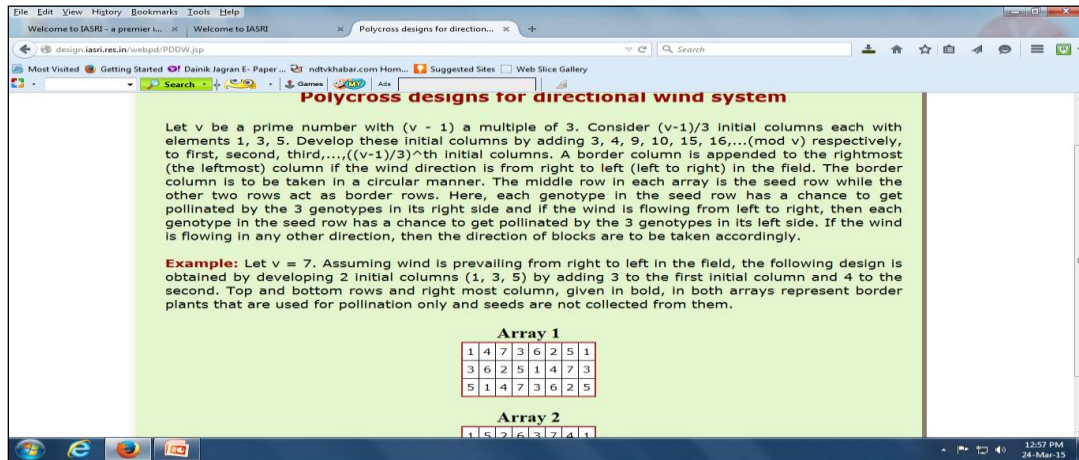 File Edit View History Bookmarks Tools Help
Welcome to IASRI - a premier i... × Welcome to IASRI × Polycross designs for direction... × +
design.iasri.res.in/webpd/PDDW.jsp Search
Most Visited Getting Started Dainik Jagran E- Paper ... ndtvkhabar.com Hom... Suggested Sites Web Slice Gallery
Search Games MY Ads
Polycross designs for directional wind system
Let v be a prime number with (v - 1) a multiple of 3. Consider (v-1)/3 initial columns each with
elements 1, 3, 5. Develop these initial columns by adding 3, 4, 9, 10, 15, 16,...(mod v) respectively,
to first, second, third,...,((v-1)/3)^th initial columns. A border column is appended to the rightmost
(the leftmost) column if the wind direction is from right to left (left to right) in the field. The border
column is to be taken in a circular manner. The middle row in each array is the seed row while the
other two rows act as border rows. Here, each genotype in the seed row has a chance to get
pollinated by the 3 genotypes in its right side and if the wind is flowing from left to right, then each
genotype in the seed row has a chance to get pollinated by the 3 genotypes in its left side. If the wind
is flowing in any other direction, then the direction of blocks are to be taken accordingly.
Example: Let v = 7. Assuming wind is prevailing from right to left in the field, the following design is
obtained by developing 2 initial columns (1, 3, 5) by adding 3 to the first initial column and 4 to the
second. Top and bottom rows and right most column, given in bold, in both arrays represent border
plants that are used for pollination only and seeds are not collected from them.
Array 1
1 4 7 3 6 2 5 1
3 6 2 5 1 4 7 3
5 1 4 7 3 6 2 5
Array 2
1 5 2 6 3 7 4 1
12:57 PM
24-Mar-15